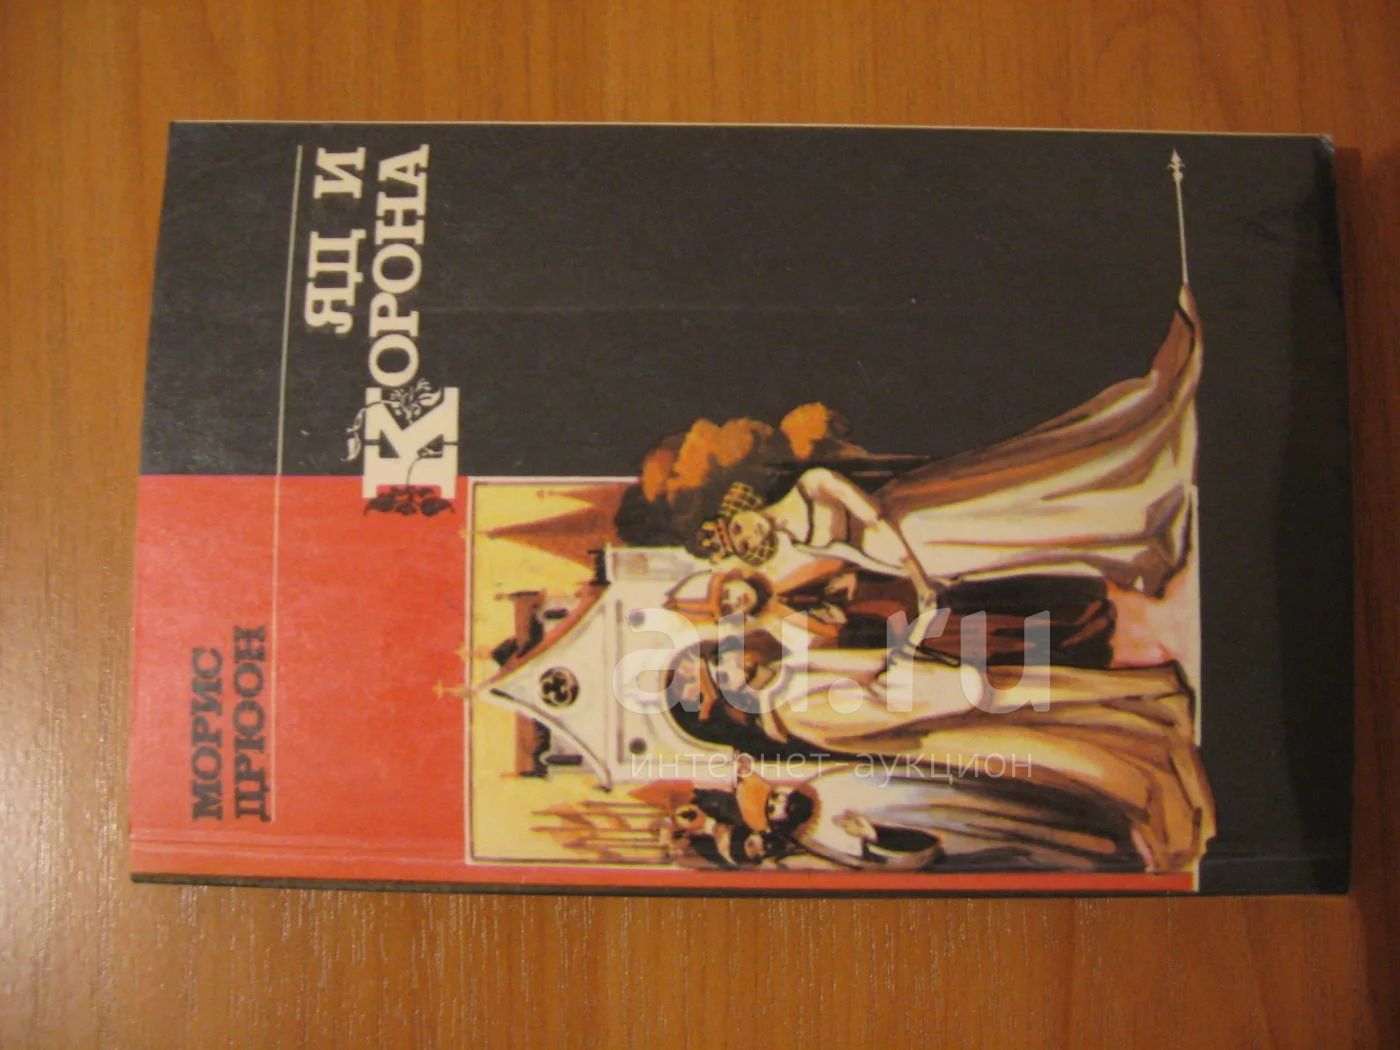 МОРИС
ДРЮОН
ЯД И
КОРОНА
au.ru
интернет-аукцион